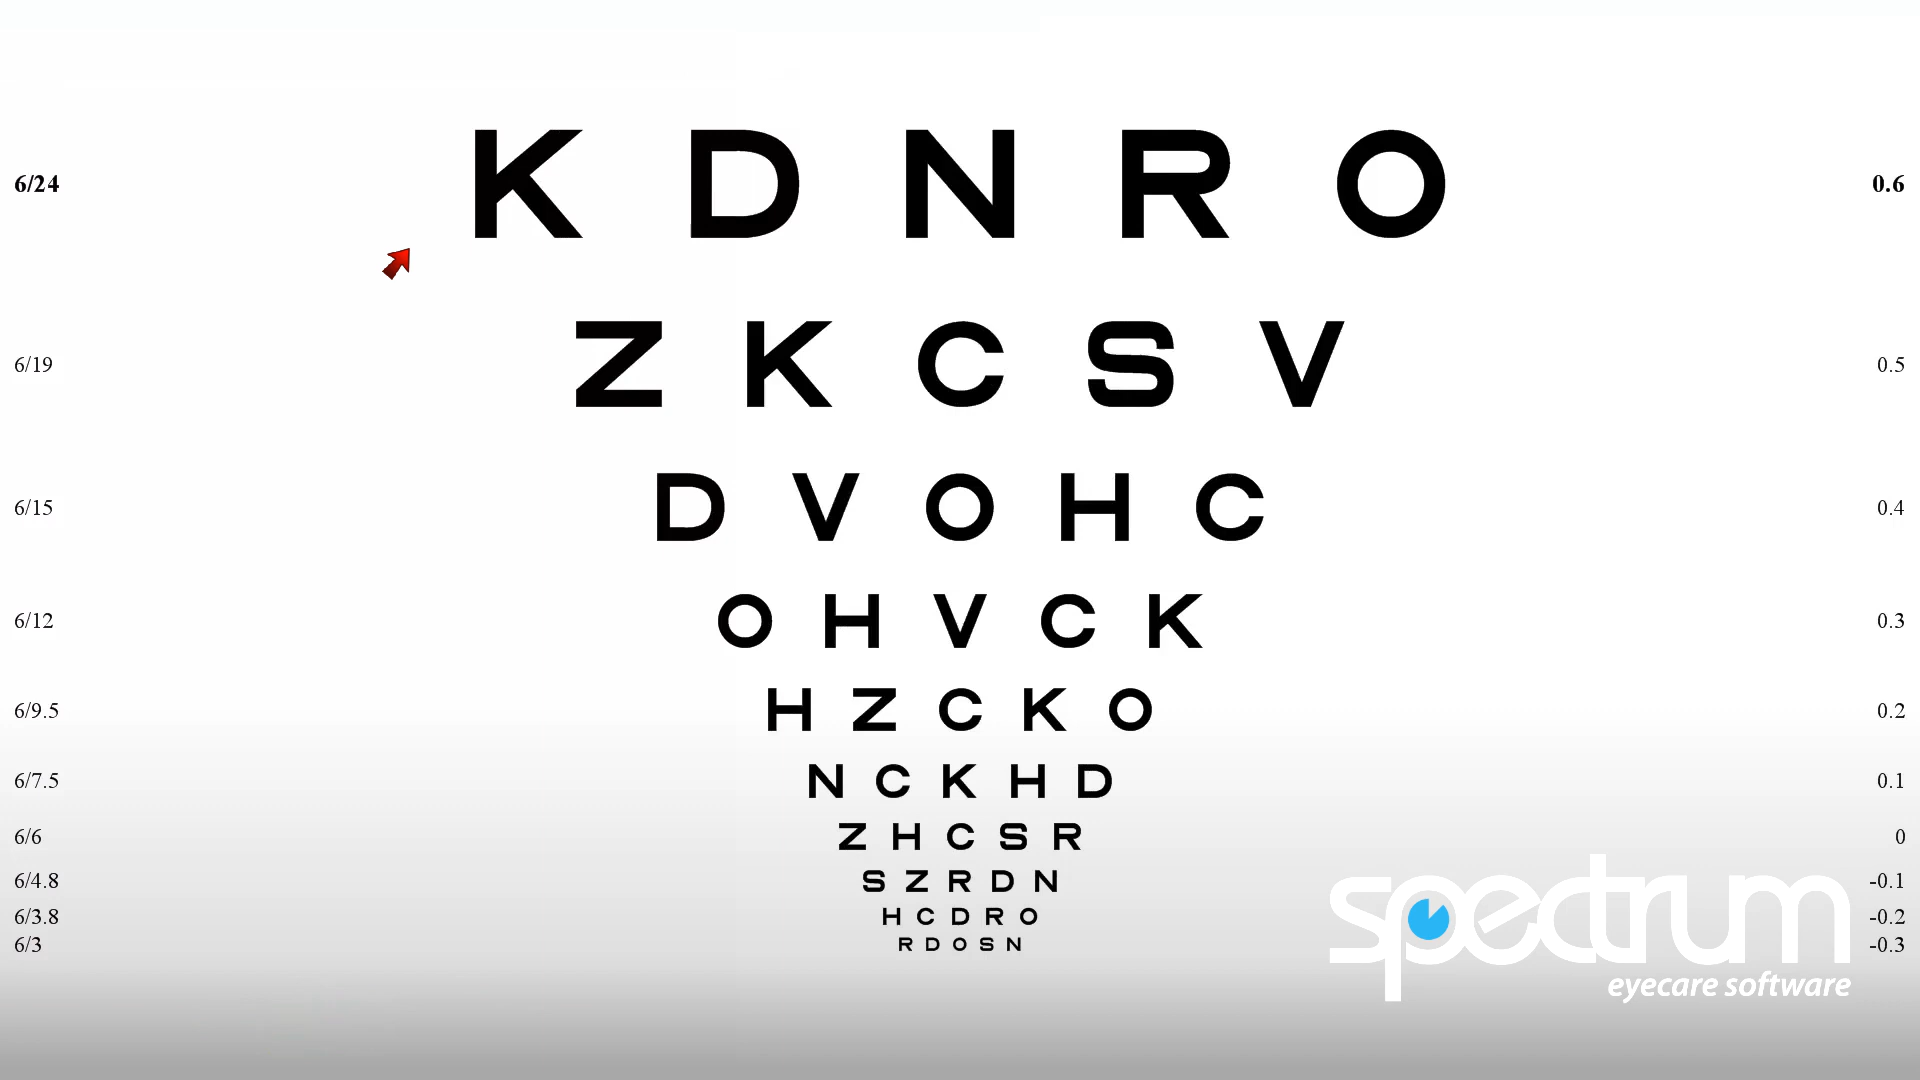 6/24 K D N R O 0.6
6/19 Z K C S V 0.5
6/15 D V O H C 0.4
6/12 O H V C K 0.3
6/9.5 H Z C K O 0.2
6/7.5 N C K H D 0.1
6/6 Z H C S R 0
6/4.8 S Z R D N -0.1
6/3.8 H C D R O -0.2
6/3 R D O S N -0.3
spectrum
eyecare software